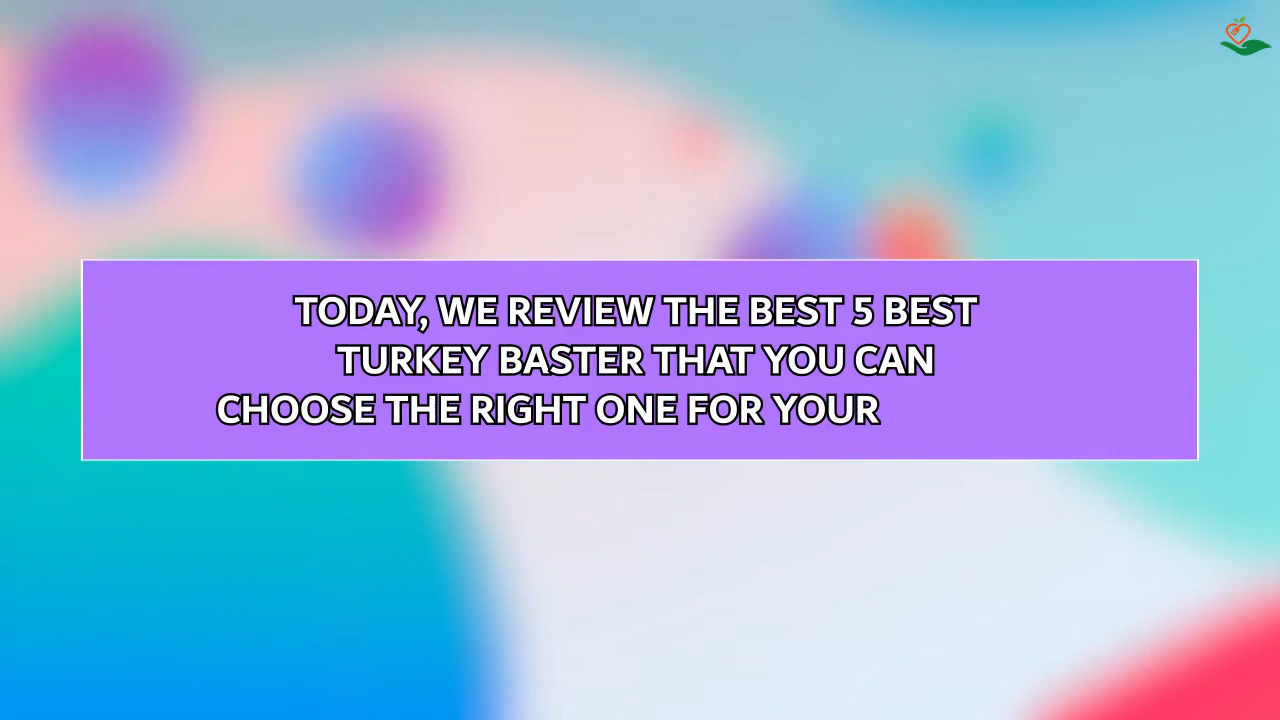 TODAY, WE REVIEW THE BEST 5 BEST
TURKEY BASTER THAT YOU CAN
CHOOSE THE RIGHT ONE FOR YOUR